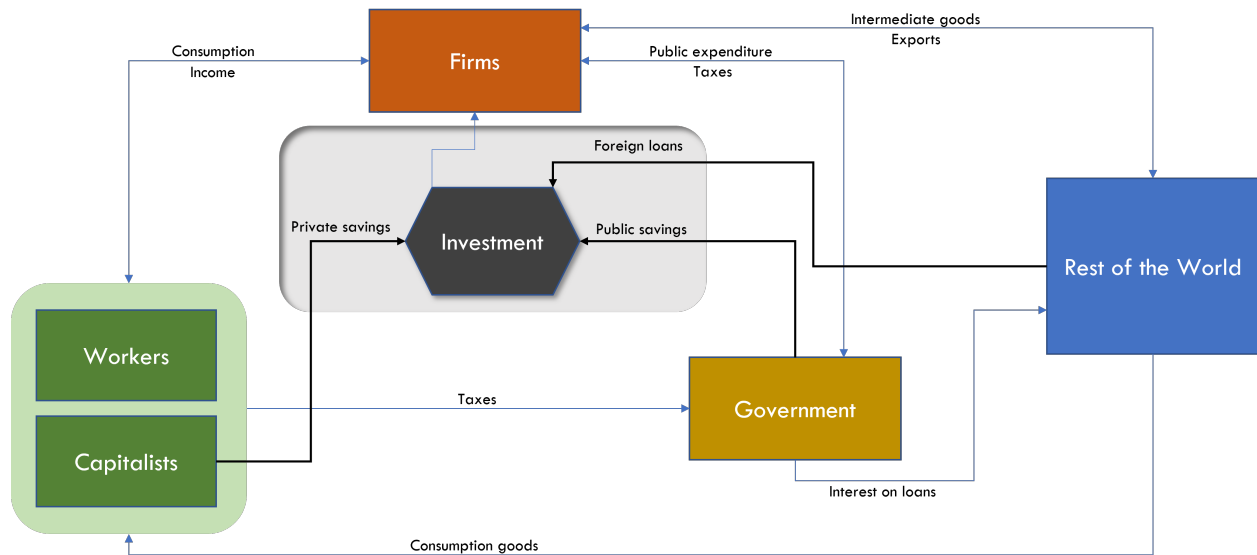 Intermediate goods
Exports
Consumption
Income
Firms
Public expenditure
Taxes
Foreign loans
Private savings
Investment
Public savings
Rest of the World
Workers
Taxes
Government
Capitalists
Interest on loans
Consumption goods